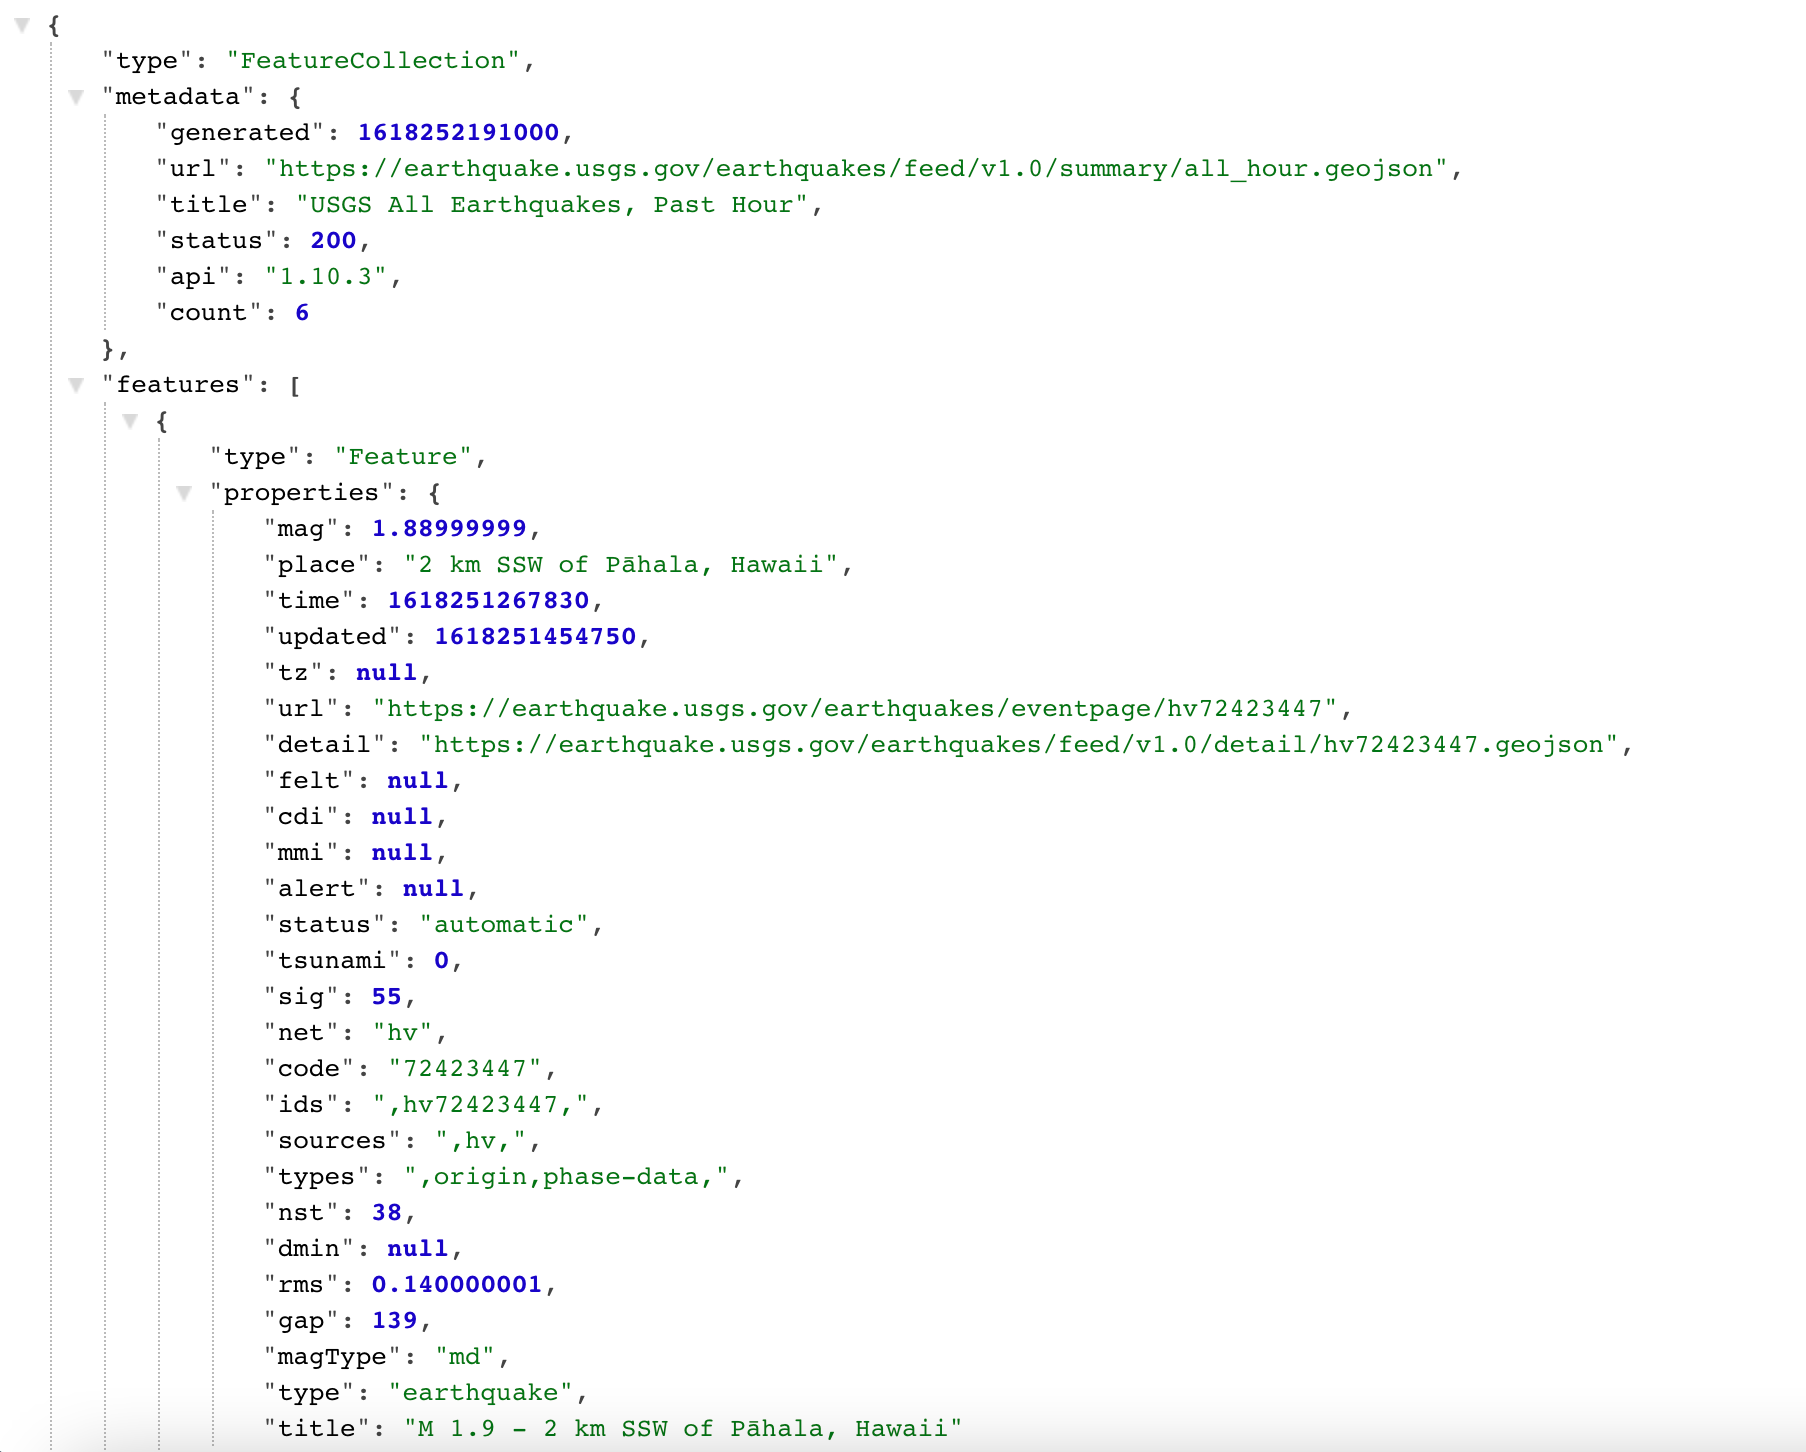 {
"type": "FeatureCollection",
"metadata": {
"generated": 1618252191000,
"url": "https://earthquake.usgs.gov/earthquakes/feed/v1.0/summary/all_hour.geojson",
"title": "USGS All Earthquakes, Past Hour",
"status": 200,
"api": "1.10.3",
"count": 6
},
"features": [
{
"type": "Feature",
"properties": {
"mag": 1.88999999,
"place": "2 km SSW of Pāhala, Hawaii",
"time": 1618251267830,
"updated": 1618251454750,
"tz": null,
"url": "https://earthquake.usgs.gov/earthquakes/eventpage/hv72423447",
"detail": "https://earthquake.usgs.gov/earthquakes/feed/v1.0/detail/hv72423447.geojson",
"felt": null,
"cdi": null,
"mmi": null,
"alert": null,
"status": "automatic",
"tsunami": 0,
"sig": 55,
"net": "hv",
"code": "72423447",
"ids": ",hv72423447,",
"sources": ",hv,",
"types": ",origin,phase-data,",
"nst": 38,
"dmin": null,
"rms": 0.140000001,
"gap": 139,
"magType": "md",
"type": "earthquake",
"title": "M 1.9 - 2 km SSW of Pāhala, Hawaii"